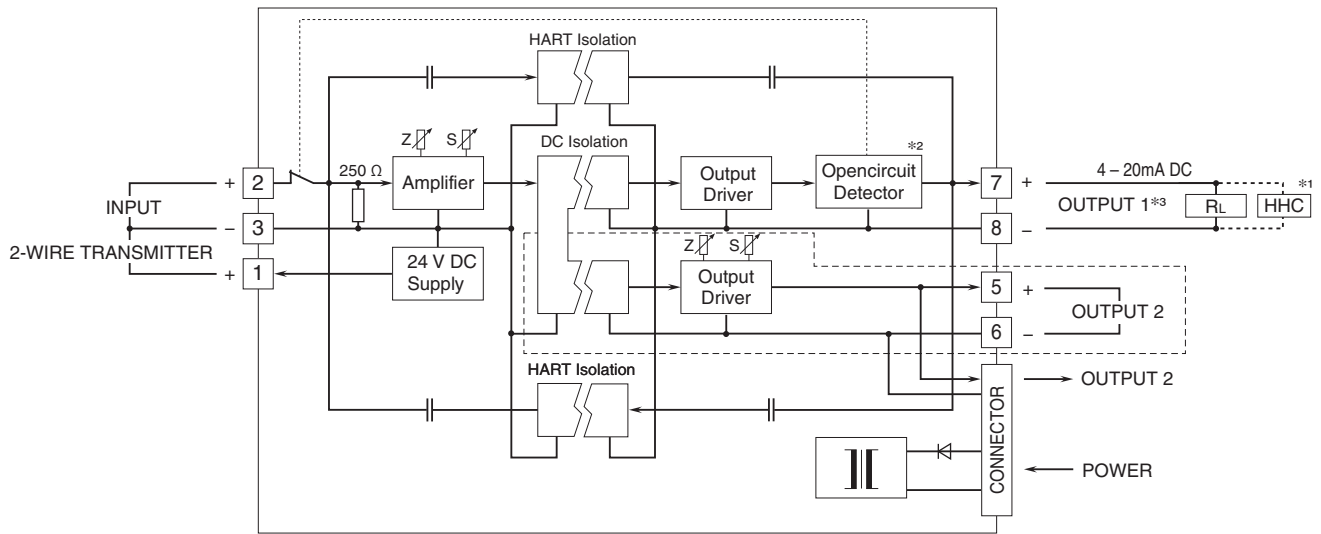 HART Isolation
Z S DC Isolation
*2
250 Ω
Amplifier
Output
Driver
Opencircuit
Detector
+ 2
7 +
4 – 20mA DC
*1
INPUT
OUTPUT 1*3
RL
HHC
– 3
8 –
2-WIRE TRANSMITTER
+ 1
24 V DC
Supply
Z S
Output
Driver
5 +
OUTPUT 2
6 –
HART Isolation
CONNECTOR
OUTPUT 2
POWER